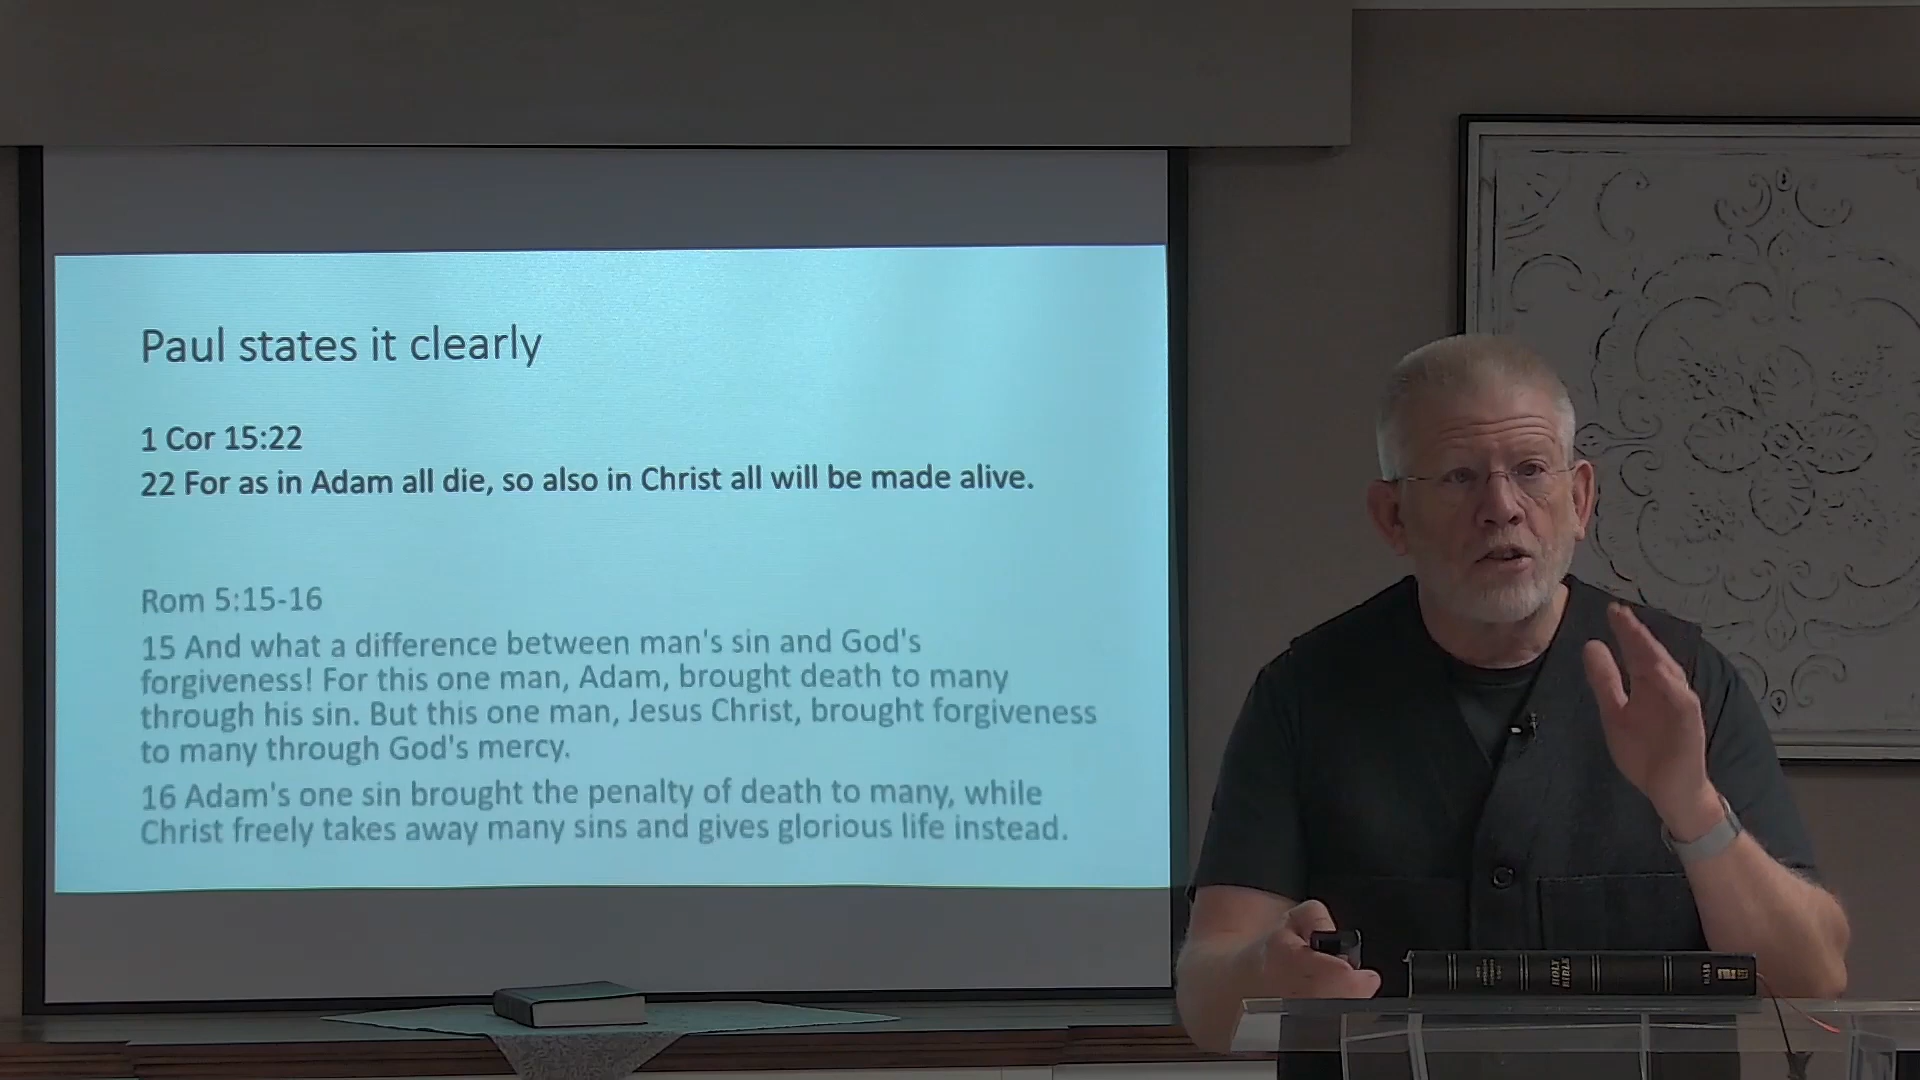 Paul states it clearly
1 Cor 15:22
22 For as in Adam all die, so also in Christ all will be made alive.
Rom 5:15-16
15 And what a difference between man's sin and God's
forgiveness! For this one man, Adam, brought death to many
through his sin. But this one man, Jesus Christ, brought forgiveness
to many through God's mercy.
16 Adam's one sin brought the penalty of death to many, while
Christ freely takes away many sins and gives glorious life instead.
HOLY
BIBLE